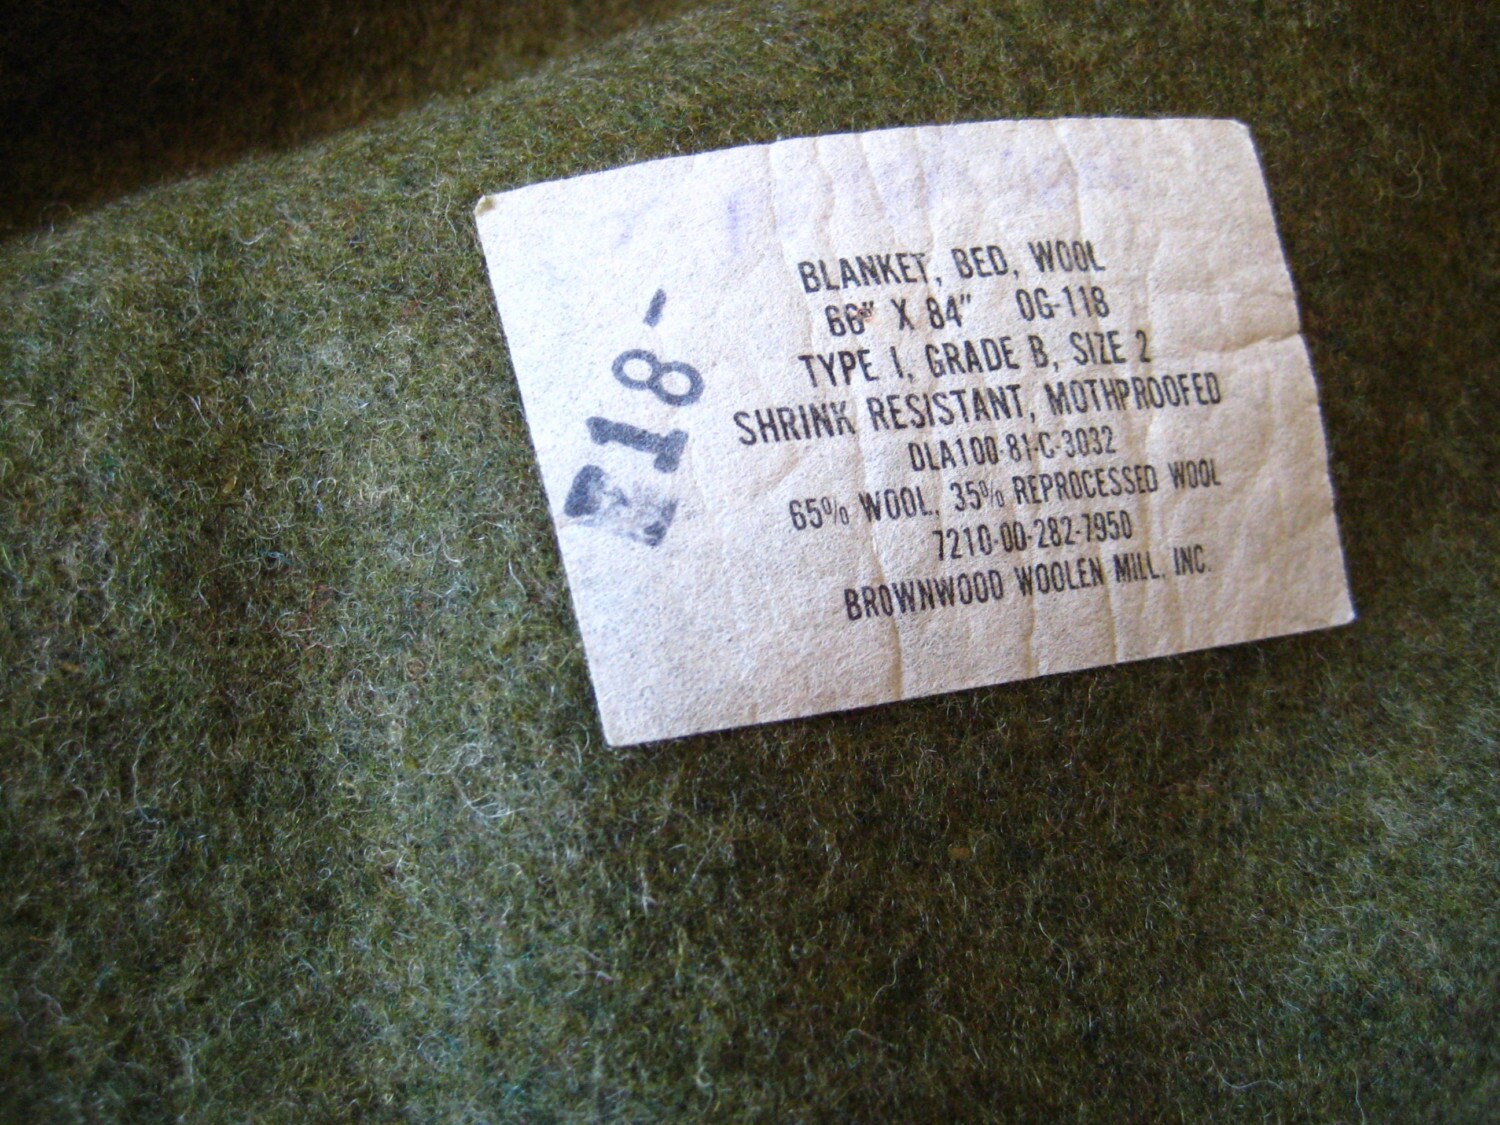 BLANKET, BED, WOOL
66" X 84" OG-118
TYPE I, GRADE B, SIZE 2
SHRINK RESISTANT, MOTHPROOFED
DLA100-81-C-3032
65% WOOL, 35% REPROCESSED WOOL
7210-00-282-7950
BROWNWOOD WOOLEN MILL, INC.
18-